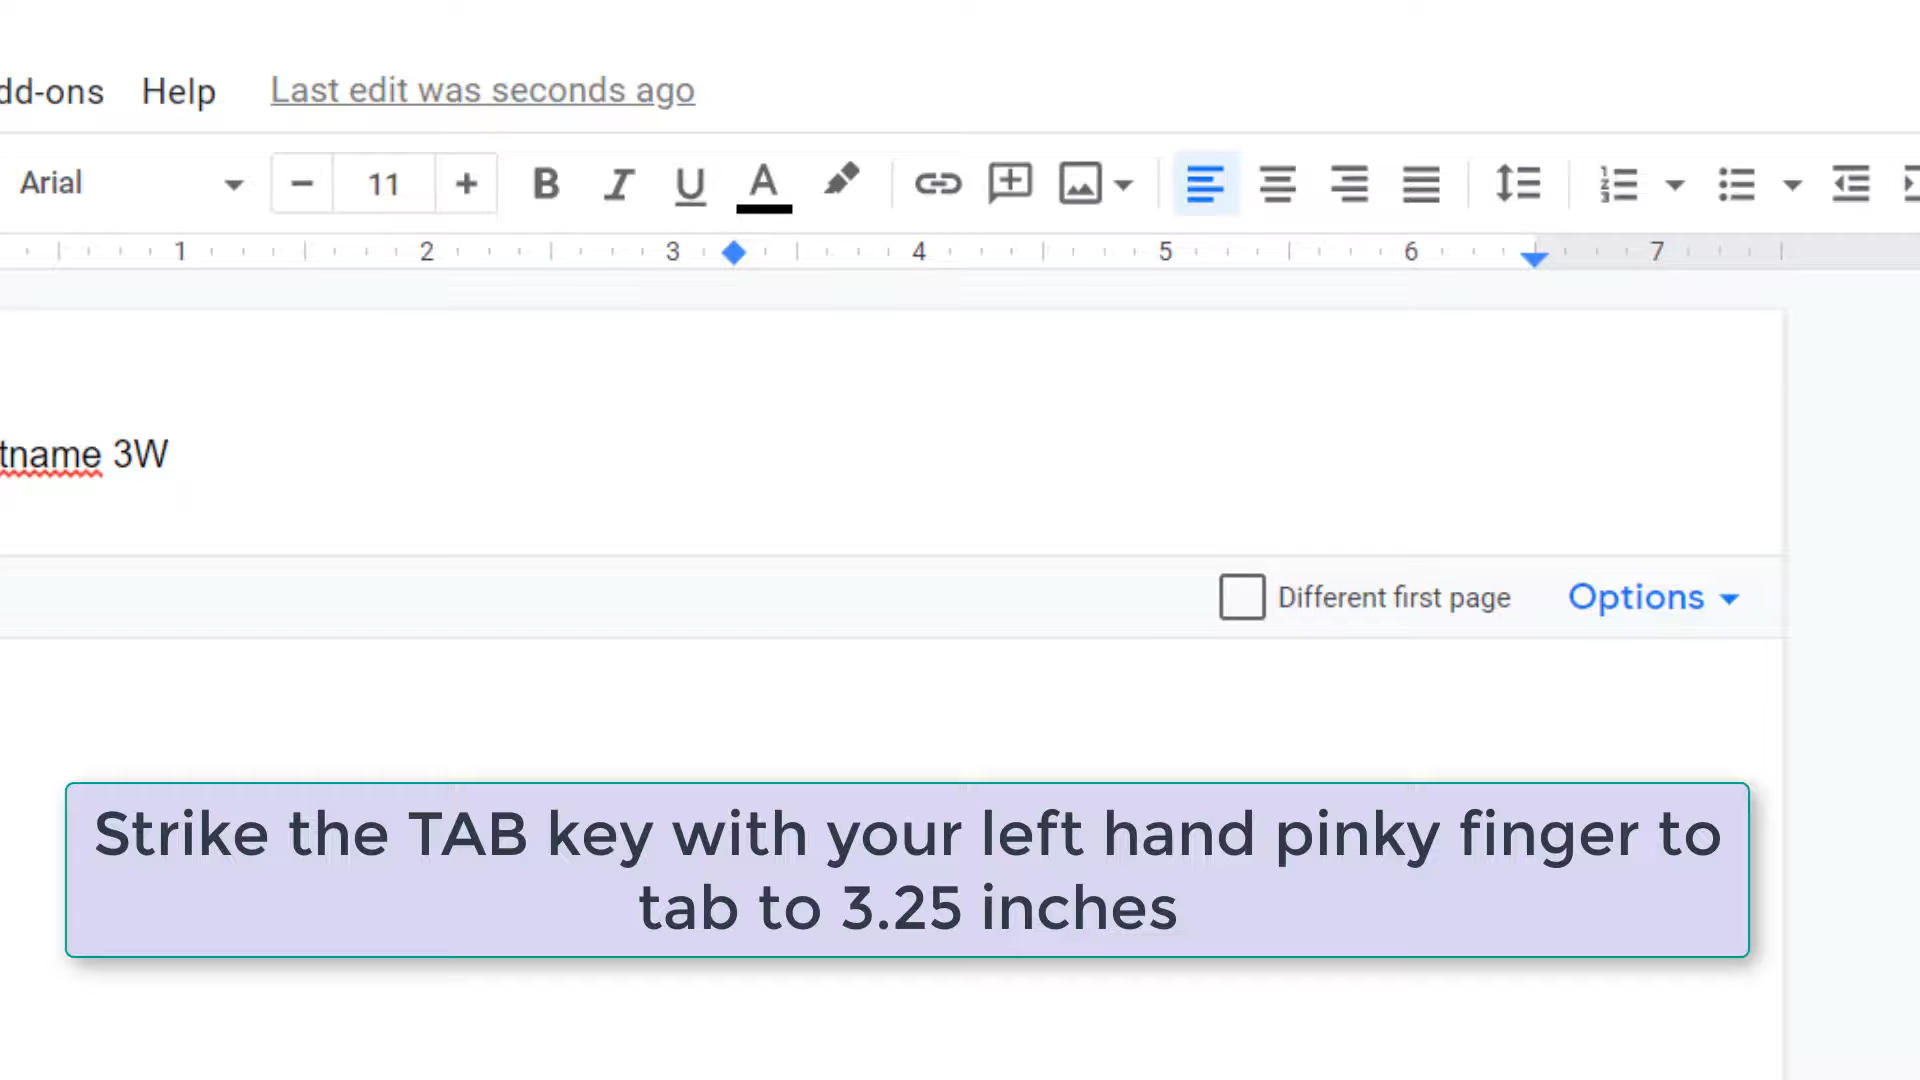 dd-ons Help Last edit was seconds ago
Arial 11 B I U A
1 2 3 4 5 6 7
tname 3W
Different first page Options
Strike the TAB key with your left hand pinky finger to
tab to 3.25 inches